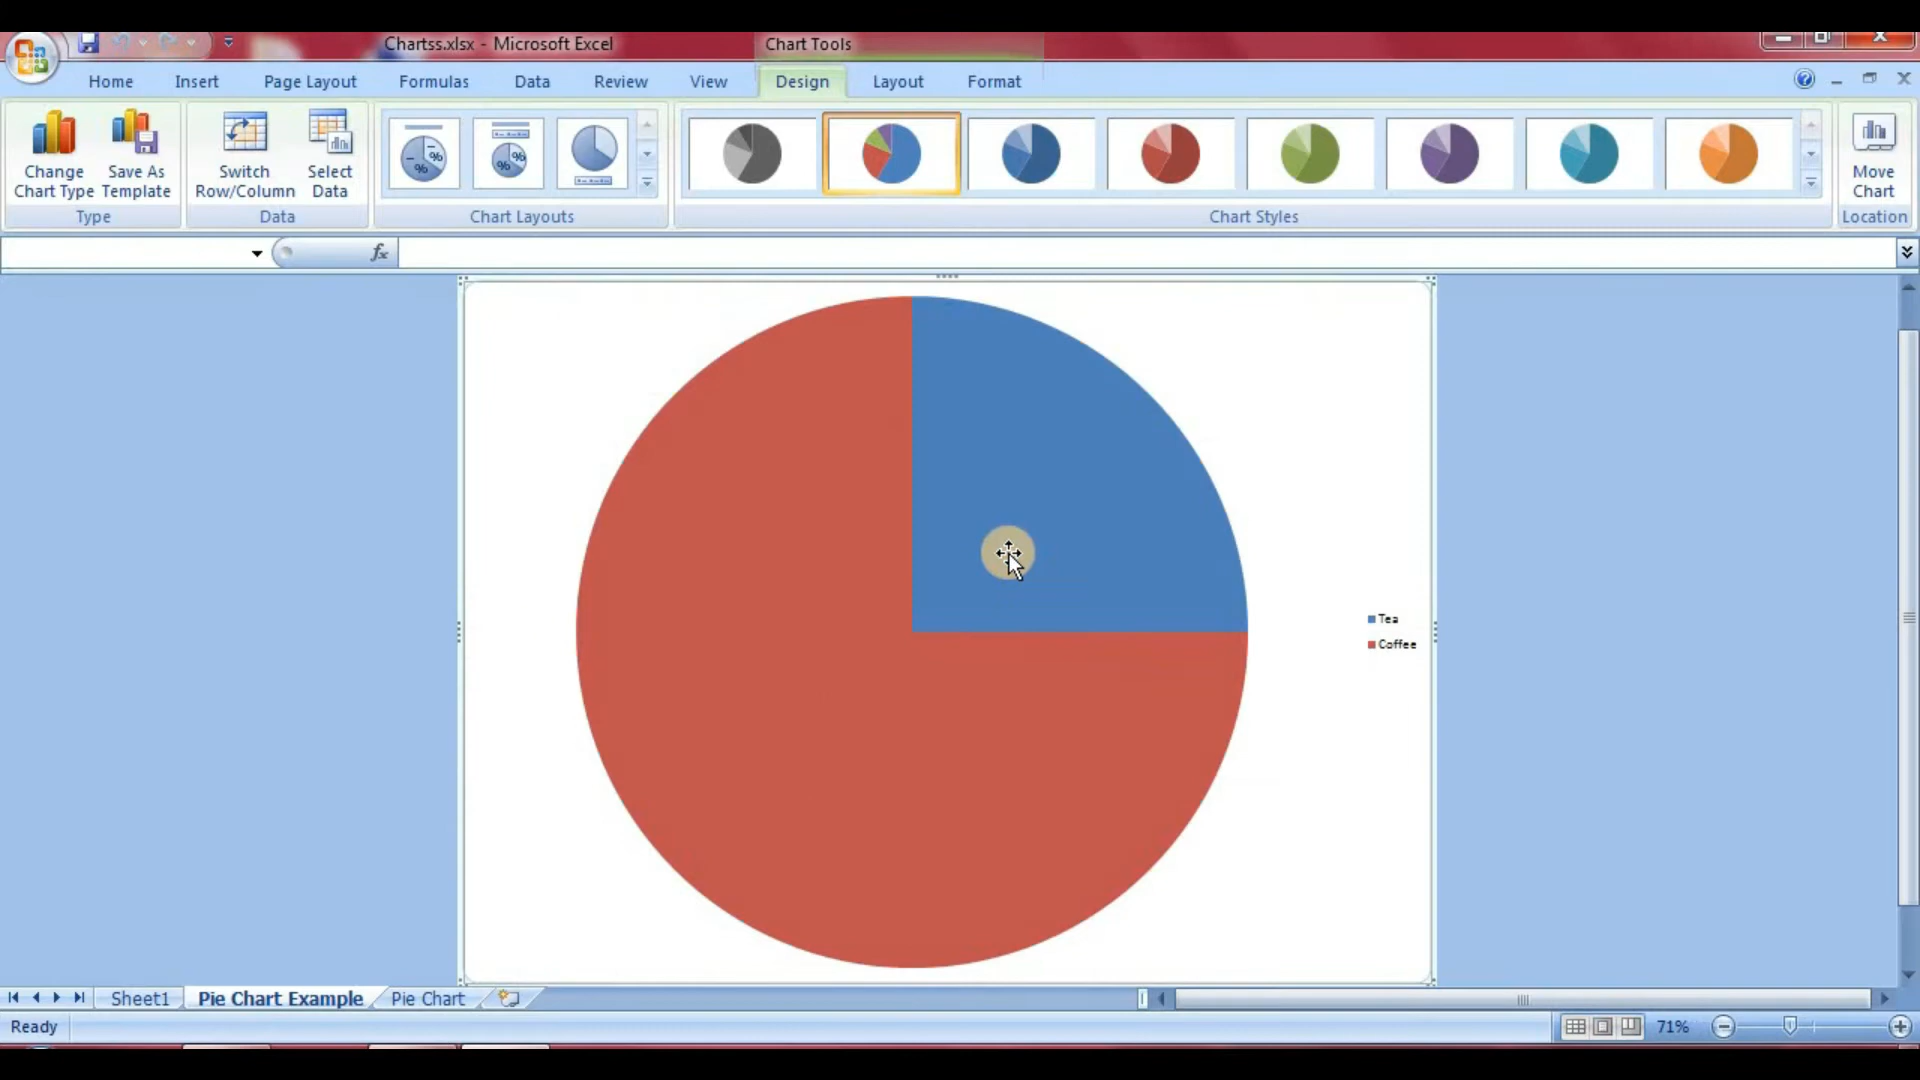 Chartss.xlsx - Microsoft Excel
Chart Tools
Home Insert Page Layout Formulas Data Review View Design Layout Format
Change Chart Type
Save As Template
Switch Row/Column
Select Data
Move Chart
Type Data Chart Layouts Chart Styles Location
fx
Tea
Coffee
Sheet1 Pie Chart Example Pie Chart
Ready 71%